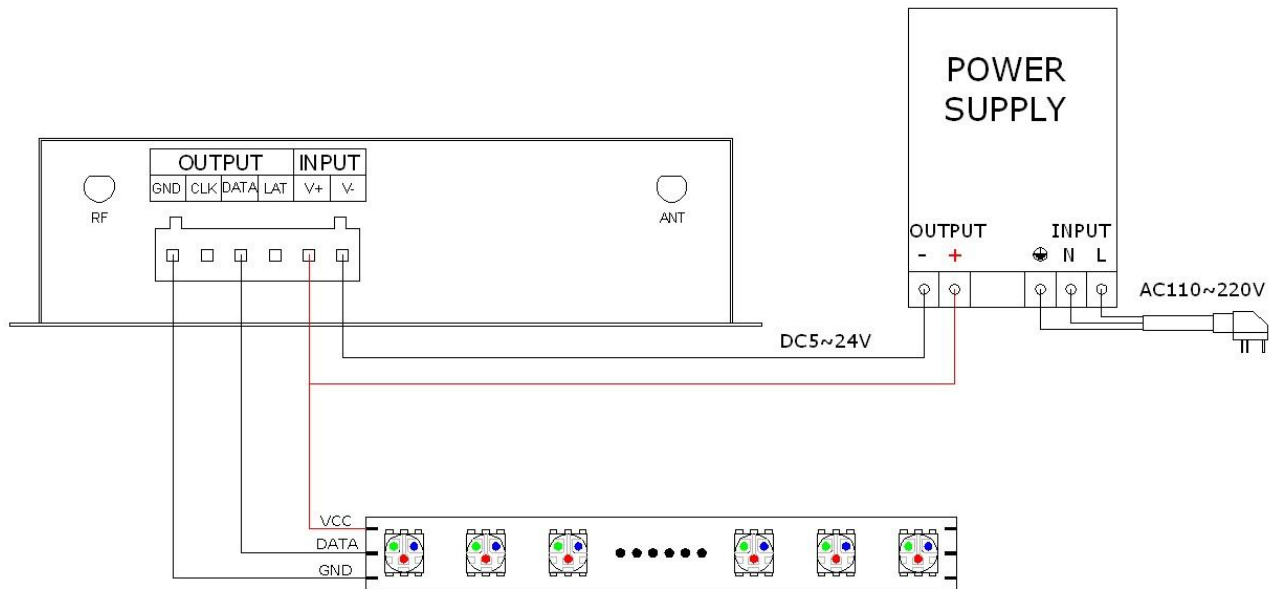 POWER
SUPPLY
OUTPUT INPUT
GND CLK DATA LAT V+ V-
RF
ANT
OUTPUT INPUT
- + N L
AC110~220V
DC5~24V
VCC
DATA
GND